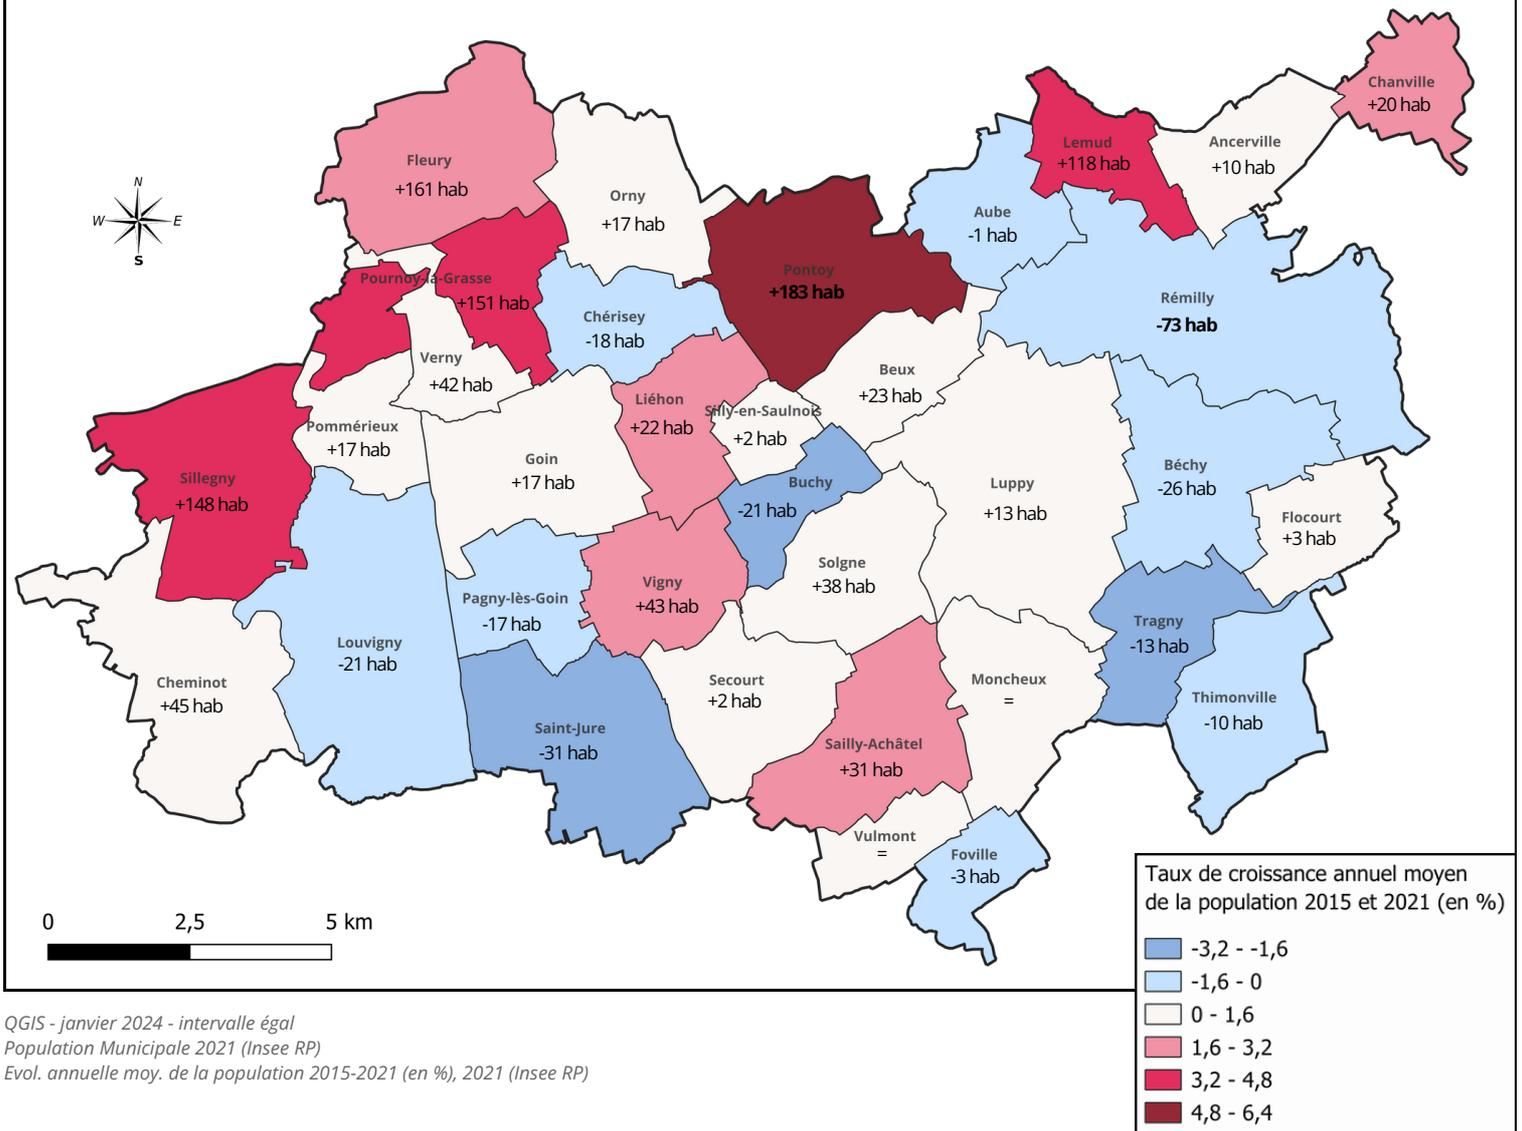 Chanville
+20 hab
Lemud
+118 hab
Ancerville
+10 hab
Fleury
+161 hab
Orny
+17 hab
Aube
-1 hab
N
W
E
S
Pournoy-la-Grasse
+151 hab
Pontoy
+183 hab
Rémilly
-73 hab
Chérisey
-18 hab
Verny
+42 hab
Beux
+23 hab
Liéhon
+22 hab
Silly-en-Saulnois
+2 hab
Pommérieux
+17 hab
Goin
+17 hab
Sillegny
+148 hab
Buchy
-21 hab
Luppy
+13 hab
Béchy
-26 hab
Flocourt
+3 hab
Solgne
+38 hab
Vigny
+43 hab
Pagny-lès-Goin
-17 hab
Tragny
-13 hab
Louvigny
-21 hab
Cheminot
+45 hab
Secourt
+2 hab
Moncheux
=
Thimonville
-10 hab
Saint-Jure
-31 hab
Sailly-Achâtel
+31 hab
Vulmont
=
Foville
-3 hab
0 2,5 5 km
Taux de croissance annuel moyen
de la population 2015 et 2021 (en %)
-3,2 - -1,6
-1,6 - 0
0 - 1,6
1,6 - 3,2
3,2 - 4,8
4,8 - 6,4
QGIS - janvier 2024 - intervalle égal
Population Municipale 2021 (Insee RP)
Evol. annuelle moy. de la population 2015-2021 (en %), 2021 (Insee RP)